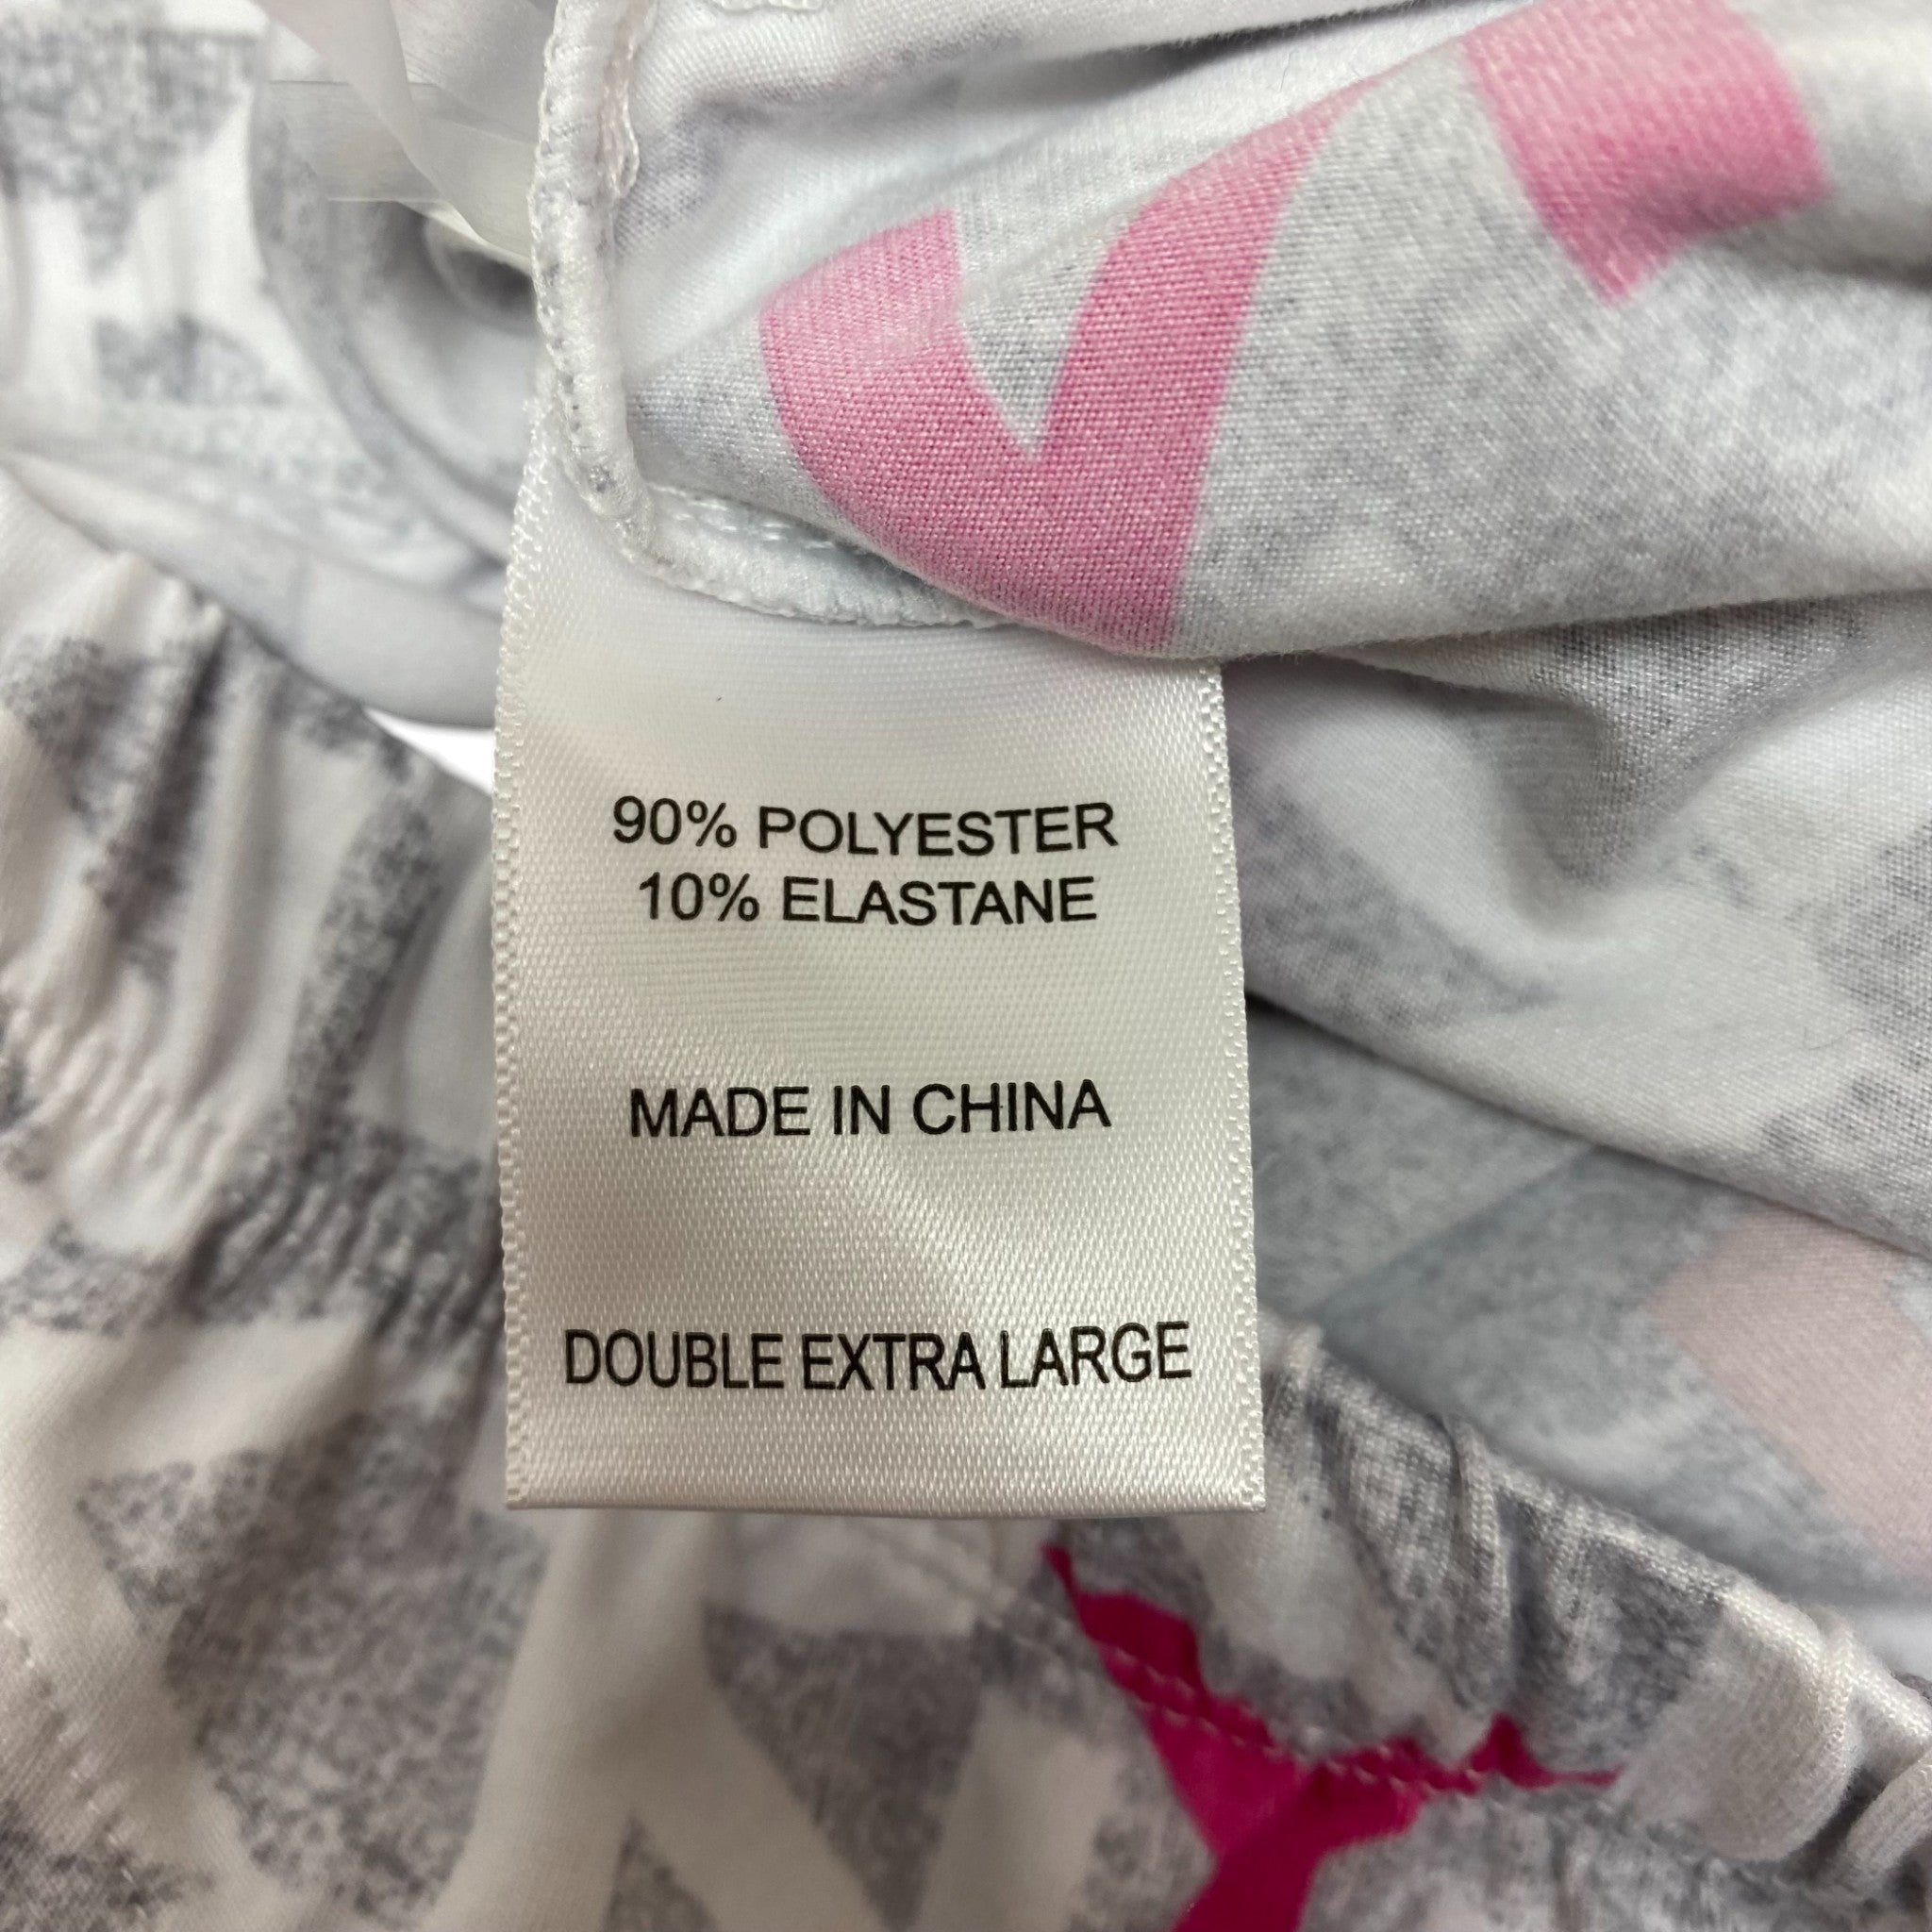 90% POLYESTER
10% ELASTANE
MADE IN CHINA
DOUBLE EXTRA LARGE